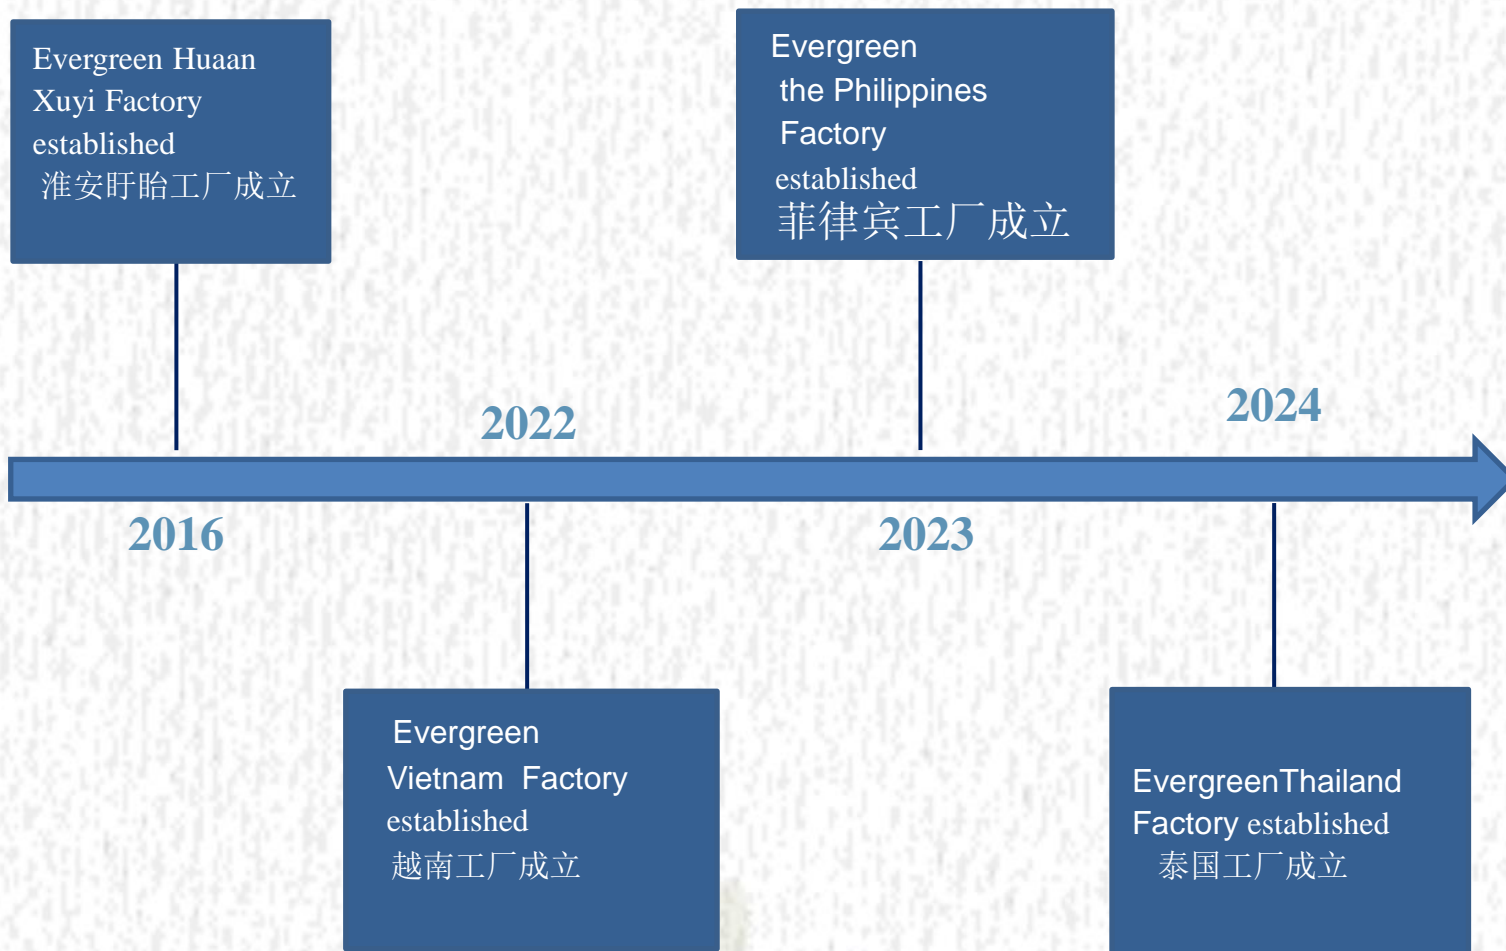 Evergreen Huaan
Xuyi Factory
established
淮安盱眙工厂成立
2016
2022
Evergreen
Vietnam Factory
established
越南工厂成立
Evergreen
the Philippines
Factory
established
菲律宾工厂成立
2023
2024
EvergreenThailand
Factory established
泰国工厂成立